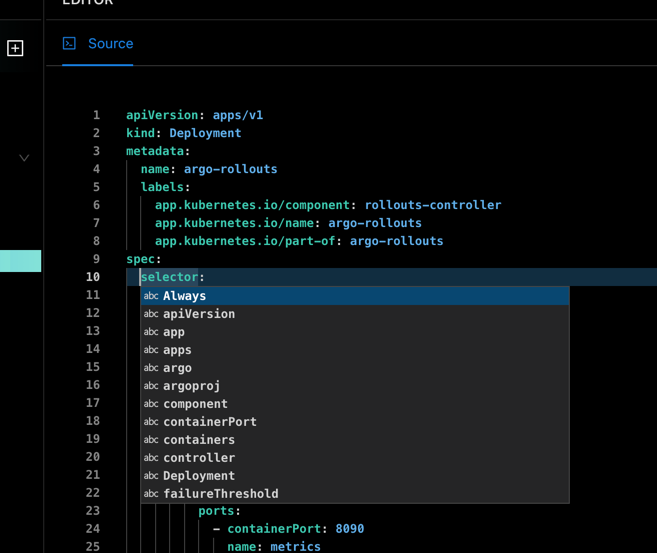 EDITOR
Source
1 apiVersion: apps/v1
2 kind: Deployment
3 metadata:
4 name: argo-rollouts
5 labels:
6 app.kubernetes.io/component: rollouts-controller
7 app.kubernetes.io/name: argo-rollouts
8 app.kubernetes.io/part-of: argo-rollouts
9 spec:
10 selector:
11 abc Always
12 abc apiVersion
13 abc app
14 abc apps
15 abc argo
16 abc argoproj
17 abc component
18 abc containerPort
19 abc containers
20 abc controller
21 abc Deployment
22 abc failureThreshold
23 ports:
24 - containerPort: 8090
25 name: metrics